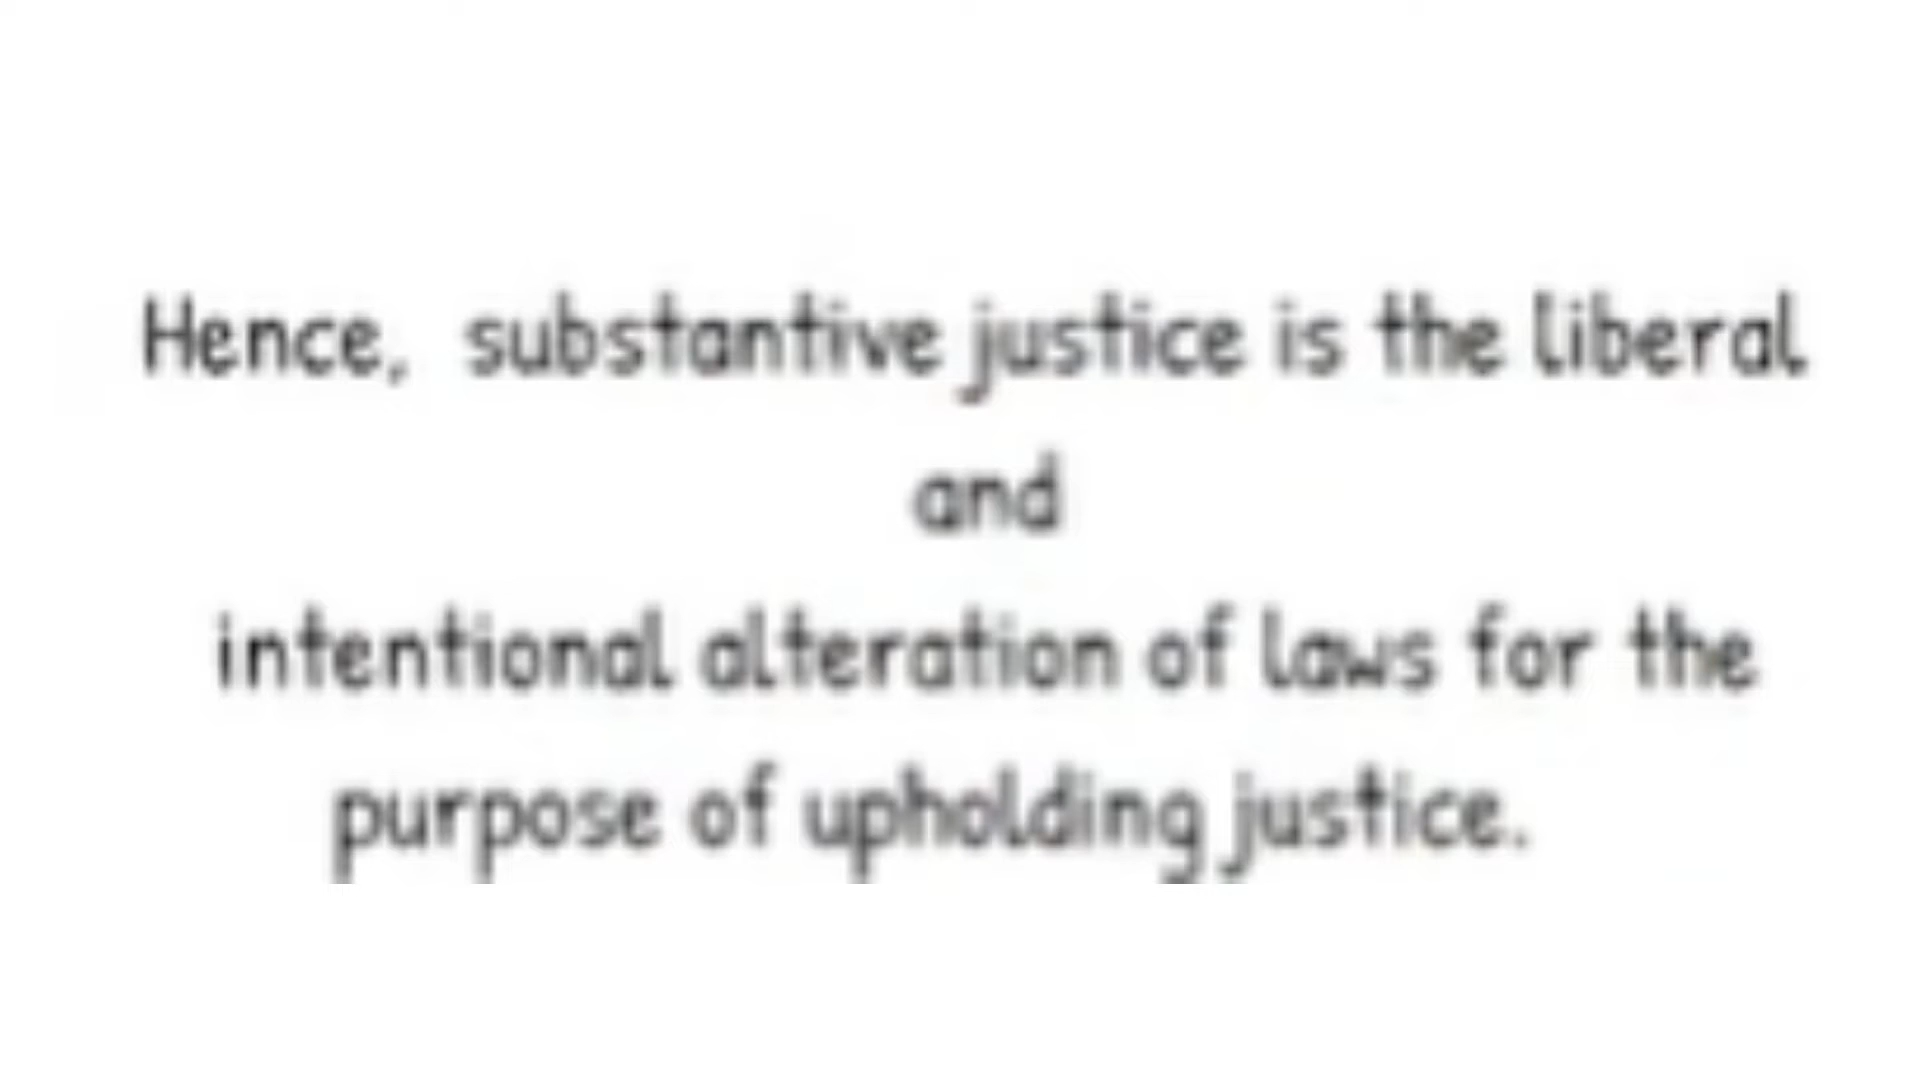 Hence, substantive justice is the liberal
and
intentional alteration of laws for the
purpose of upholding justice.